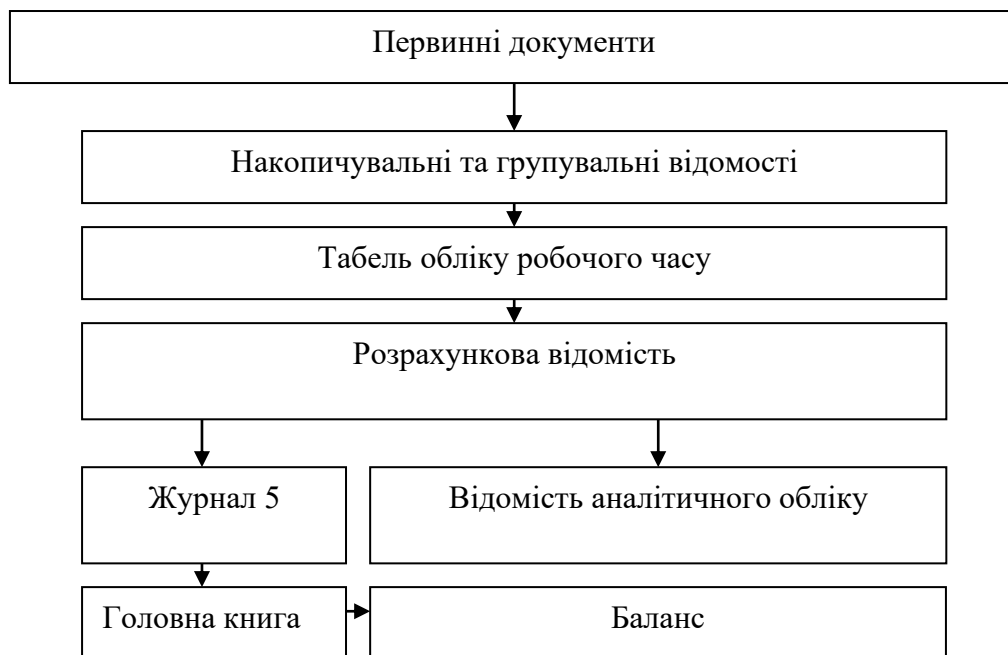 Первинні документи
Накопичувальні та групувальні відомості
Табель обліку робочого часу
Розрахункова відомість
Журнал 5
Відомість аналітичного обліку
Головна книга
Баланс